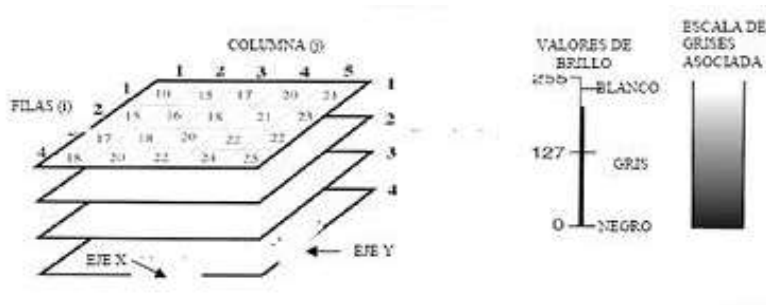 COLUMNA (j)
1 2 3 4 5
FILAS (i)
1 10 15 17 20 21 1
2 15 16 18 21 23 2
17 18 20 22 22 3
4 18 20 22 24 25 4
EJE X
EJE Y
VALORES DE
BRILLO
255
BLANCO
127
GRIS
0
NEGRO
ESCALA DE
GRISES
ASOCIADA